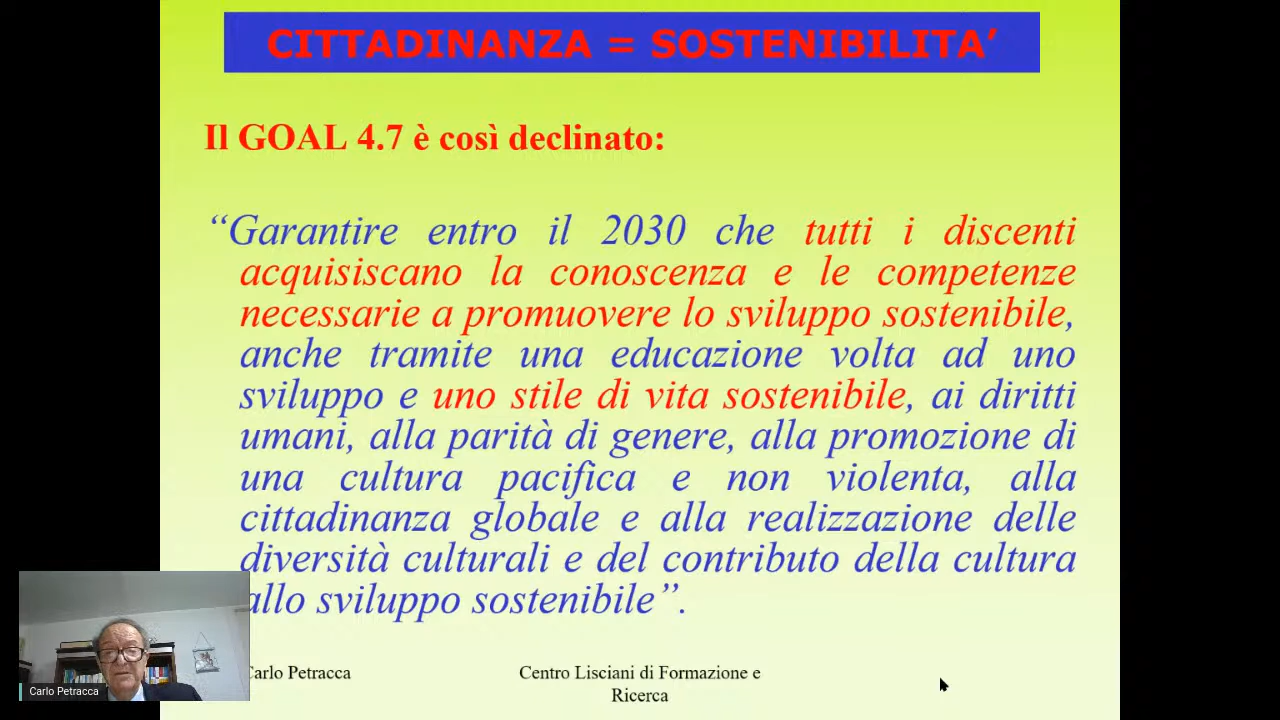 CITTADINANZA = SOSTENIBILITA’
Il GOAL 4.7 è così declinato:
“Garantire entro il 2030 che tutti i discenti
acquisiscano la conoscenza e le competenze
necessarie a promuovere lo sviluppo sostenibile,
anche tramite una educazione volta ad uno
sviluppo e uno stile di vita sostenibile, ai diritti
umani, alla parità di genere, alla promozione di
una cultura pacifica e non violenta, alla
cittadinanza globale e alla realizzazione delle
diversità culturali e del contributo della cultura
allo sviluppo sostenibile”.
Carlo Petracca
Centro Lisciani di Formazione e
Ricerca
Carlo Petracca